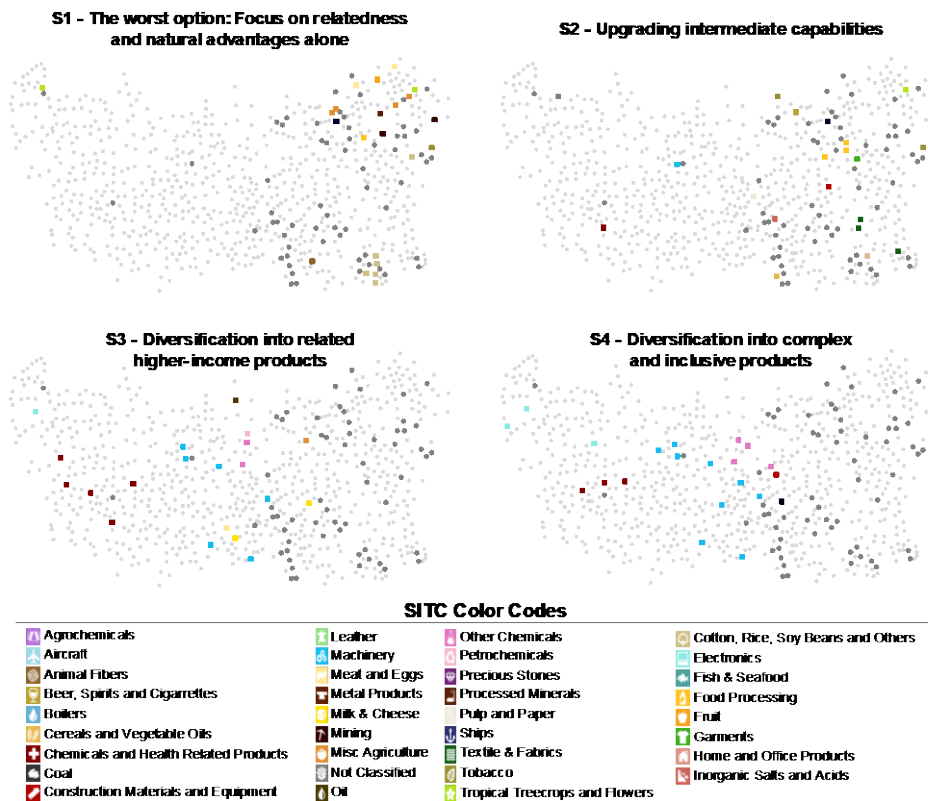 S1 - The worst option: Focus on relatedness
and natural advantages alone
S2 - Upgrading intermediate capabilities
S3 - Diversification into related
higher-income products
S4 - Diversification into complex
and inclusive products
SITC Color Codes
Agrochemicals
Aircraft
Animal Fibers
Beer, Spirits and Cigarrettes
Boilers
Cereals and Vegetable Oils
Chemicals and Health Related Products
Coal
Construction Materials and Equipment
Leather
Machinery
Meat and Eggs
Metal Products
Milk & Cheese
Mining
Misc Agriculture
Not Classified
Oil
Other Chemicals
Petrochemicals
Precious Stones
Processed Minerals
Pulp and Paper
Ships
Textile & Fabrics
Tobacco
Tropical Treecrops and Flowers
Cotton, Rice, Soy Beans and Others
Electronics
Fish & Seafood
Food Processing
Fruit
Garments
Home and Office Products
Inorganic Salts and Acids